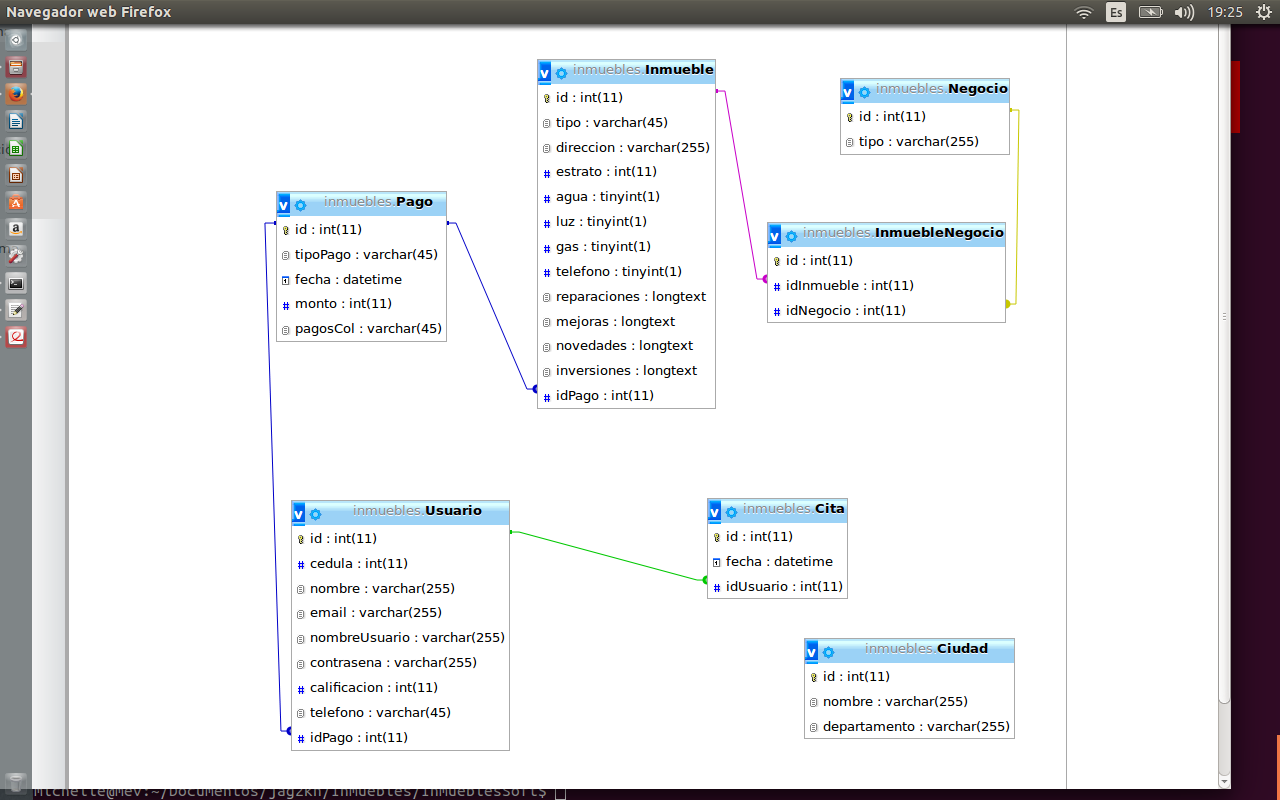 Navegador web Firefox
Es
19:25
inmuebles.Inmueble
id : int(11)
tipo : varchar(45)
direccion : varchar(255)
estrato : int(11)
agua : tinyint(1)
luz : tinyint(1)
gas : tinyint(1)
telefono : tinyint(1)
reparaciones : longtext
mejoras : longtext
novedades : longtext
inversiones : longtext
idPago : int(11)
inmuebles.Negocio
id : int(11)
tipo : varchar(255)
inmuebles.Pago
id : int(11)
tipoPago : varchar(45)
fecha : datetime
monto : int(11)
pagosCol : varchar(45)
inmuebles.InmuebleNegocio
id : int(11)
idInmueble : int(11)
idNegocio : int(11)
inmuebles.Usuario
id : int(11)
cedula : int(11)
nombre : varchar(255)
email : varchar(255)
nombreUsuario : varchar(255)
contrasena : varchar(255)
calificacion : int(11)
telefono : varchar(45)
idPago : int(11)
inmuebles.Cita
id : int(11)
fecha : datetime
idUsuario : int(11)
inmuebles.Ciudad
id : int(11)
nombre : varchar(255)
departamento : varchar(255)